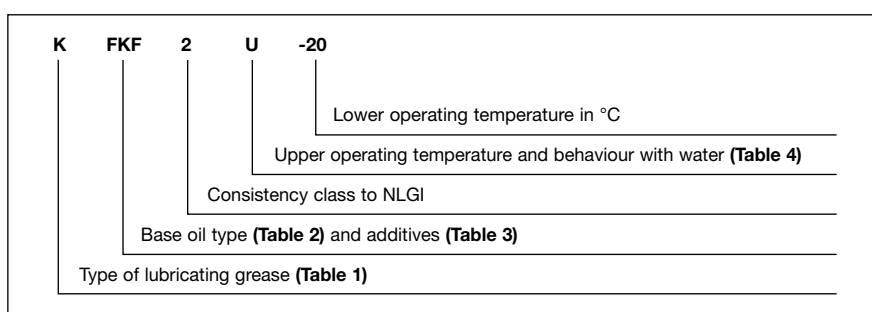 K FKF 2 U -20
Lower operating temperature in °C
Upper operating temperature and behaviour with water (Table 4)
Consistency class to NLGI
Base oil type (Table 2) and additives (Table 3)
Type of lubricating grease (Table 1)